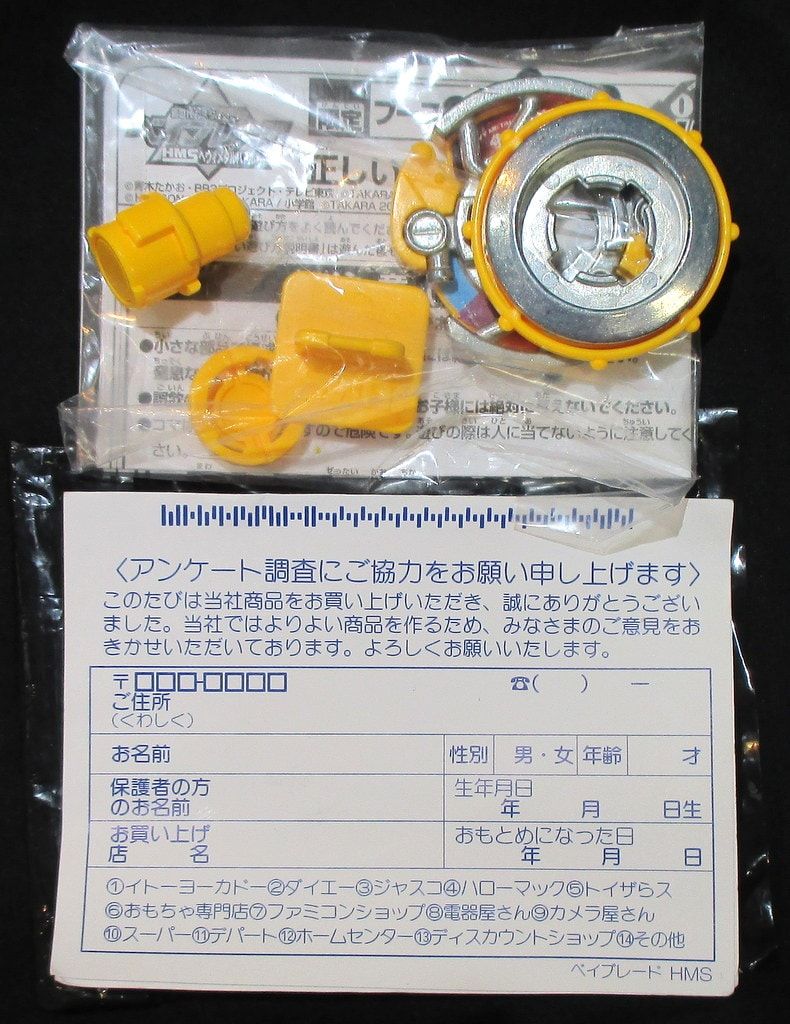 限定
HMS
正しい
©青木たかお・BB2プロジェクト・テレビ東京 ©TAKARA
/小学館 ©TAKARA 20
●小さな部
お子様には絶対に与えないでください。
すので危険です。遊びの際は人に当てないように注意してく
さい。
〈アンケート調査にご協力をお願い申し上げます〉
このたびは当社商品をお買い上げいただき、誠にありがとうござい
ました。当社ではよりよい商品を作るため、みなさまのご意見をお
きかせいただいております。よろしくお願いいたします。
〒□□□-□□□□ ☎( ) ー
ご住所
(くわしく)
お名前 性別 男・女 年齢 才
保護者の方 生年月日
のお名前 年 月 日生
お買い上げ おもとめになった日
店 名 年 月 日
①イトーヨーカドー②ダイエー③ジャスコ④ハローマック⑤トイザらス
⑥おもちゃ専門店⑦ファミコンショップ⑧電器屋さん⑨カメラ屋さん
⑩スーパー⑪デパート⑫ホームセンター⑬ディスカウントショップ⑭その他
ベイブレード HMS